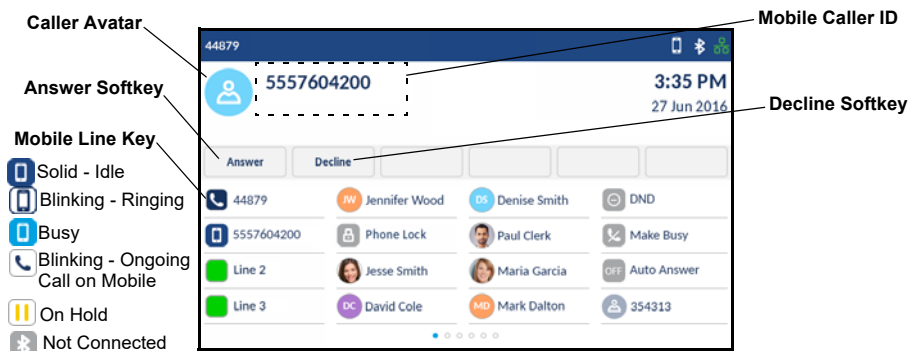 Caller Avatar
Mobile Caller ID
44879
5557604200
3:35 PM
27 Jun 2016
Answer Softkey
Decline Softkey
Answer Decline
Mobile Line Key
Solid - Idle
Blinking - Ringing
Busy
Blinking - Ongoing
Call on Mobile
On Hold
Not Connected
44879 JW Jennifer Wood DS Denise Smith DND
5557604200 Phone Lock Paul Clerk Make Busy
Line 2 Jesse Smith Maria Garcia OFF Auto Answer
Line 3 DC David Cole MD Mark Dalton 354313